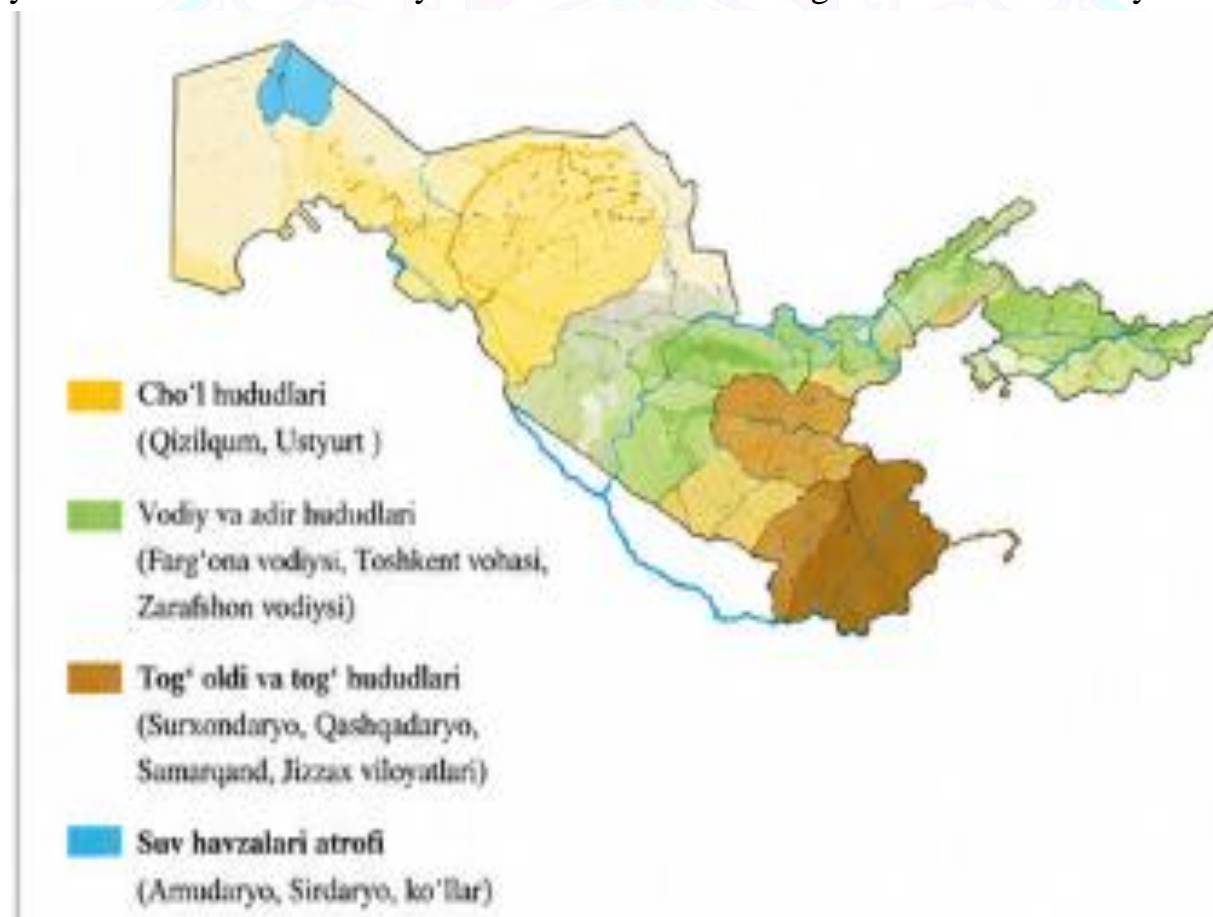 Cho'l hududlari
(Qizilqum, Ustyurt )
Vodiy va adir hududlari
(Farg'ona vodiysi, Toshkent vohasi,
Zarafshon vodiysi)
Tog‘ oldi va tog‘ hududlari
(Surxondaryo, Qashqadaryo,
Samarqand, Jizzax viloyatlari)
Suv havzalari atrofi
(Amudaryo, Sirdaryo, ko'llar)